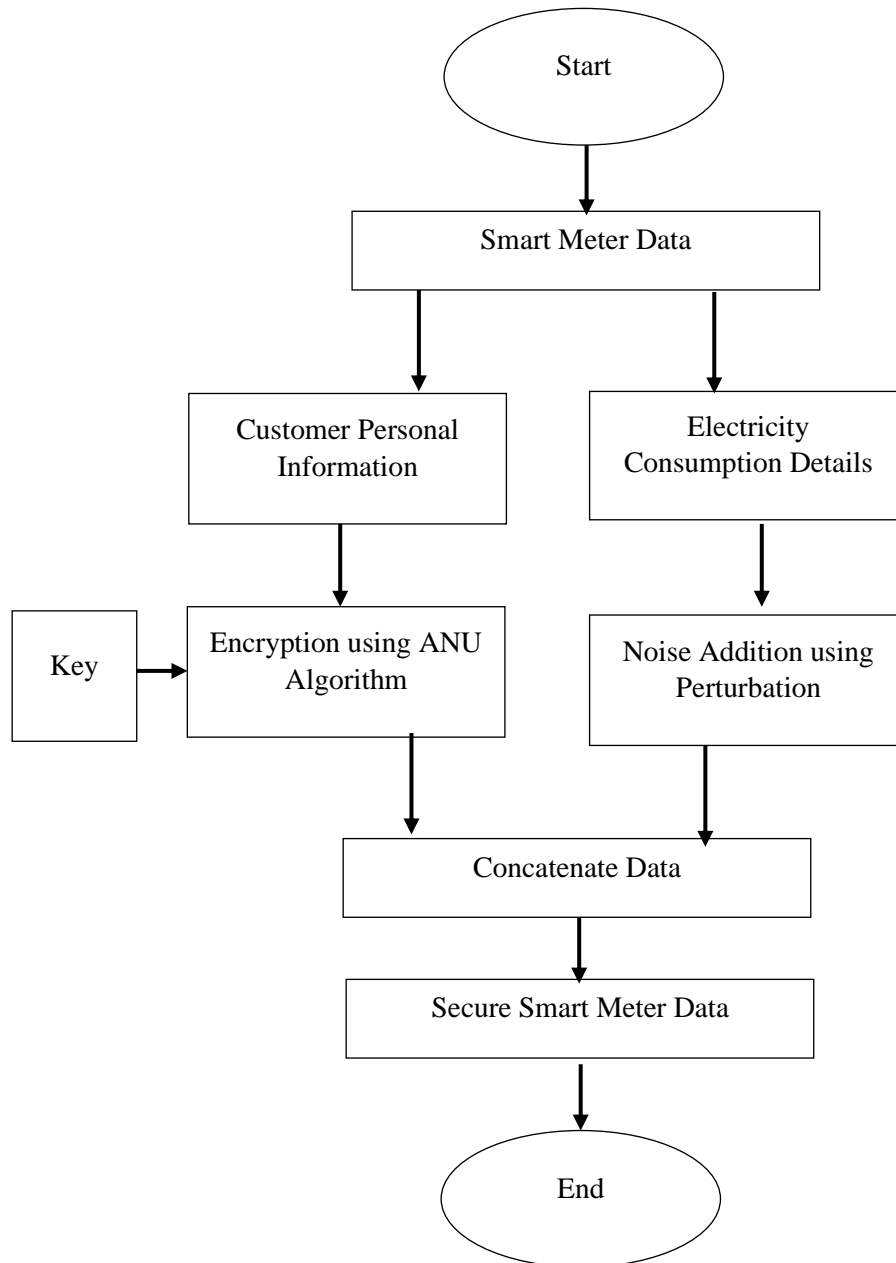 Start
Smart Meter Data
Customer Personal
Information
Electricity
Consumption Details
Key
Encryption using ANU
Algorithm
Noise Addition using
Perturbation
Concatenate Data
Secure Smart Meter Data
End